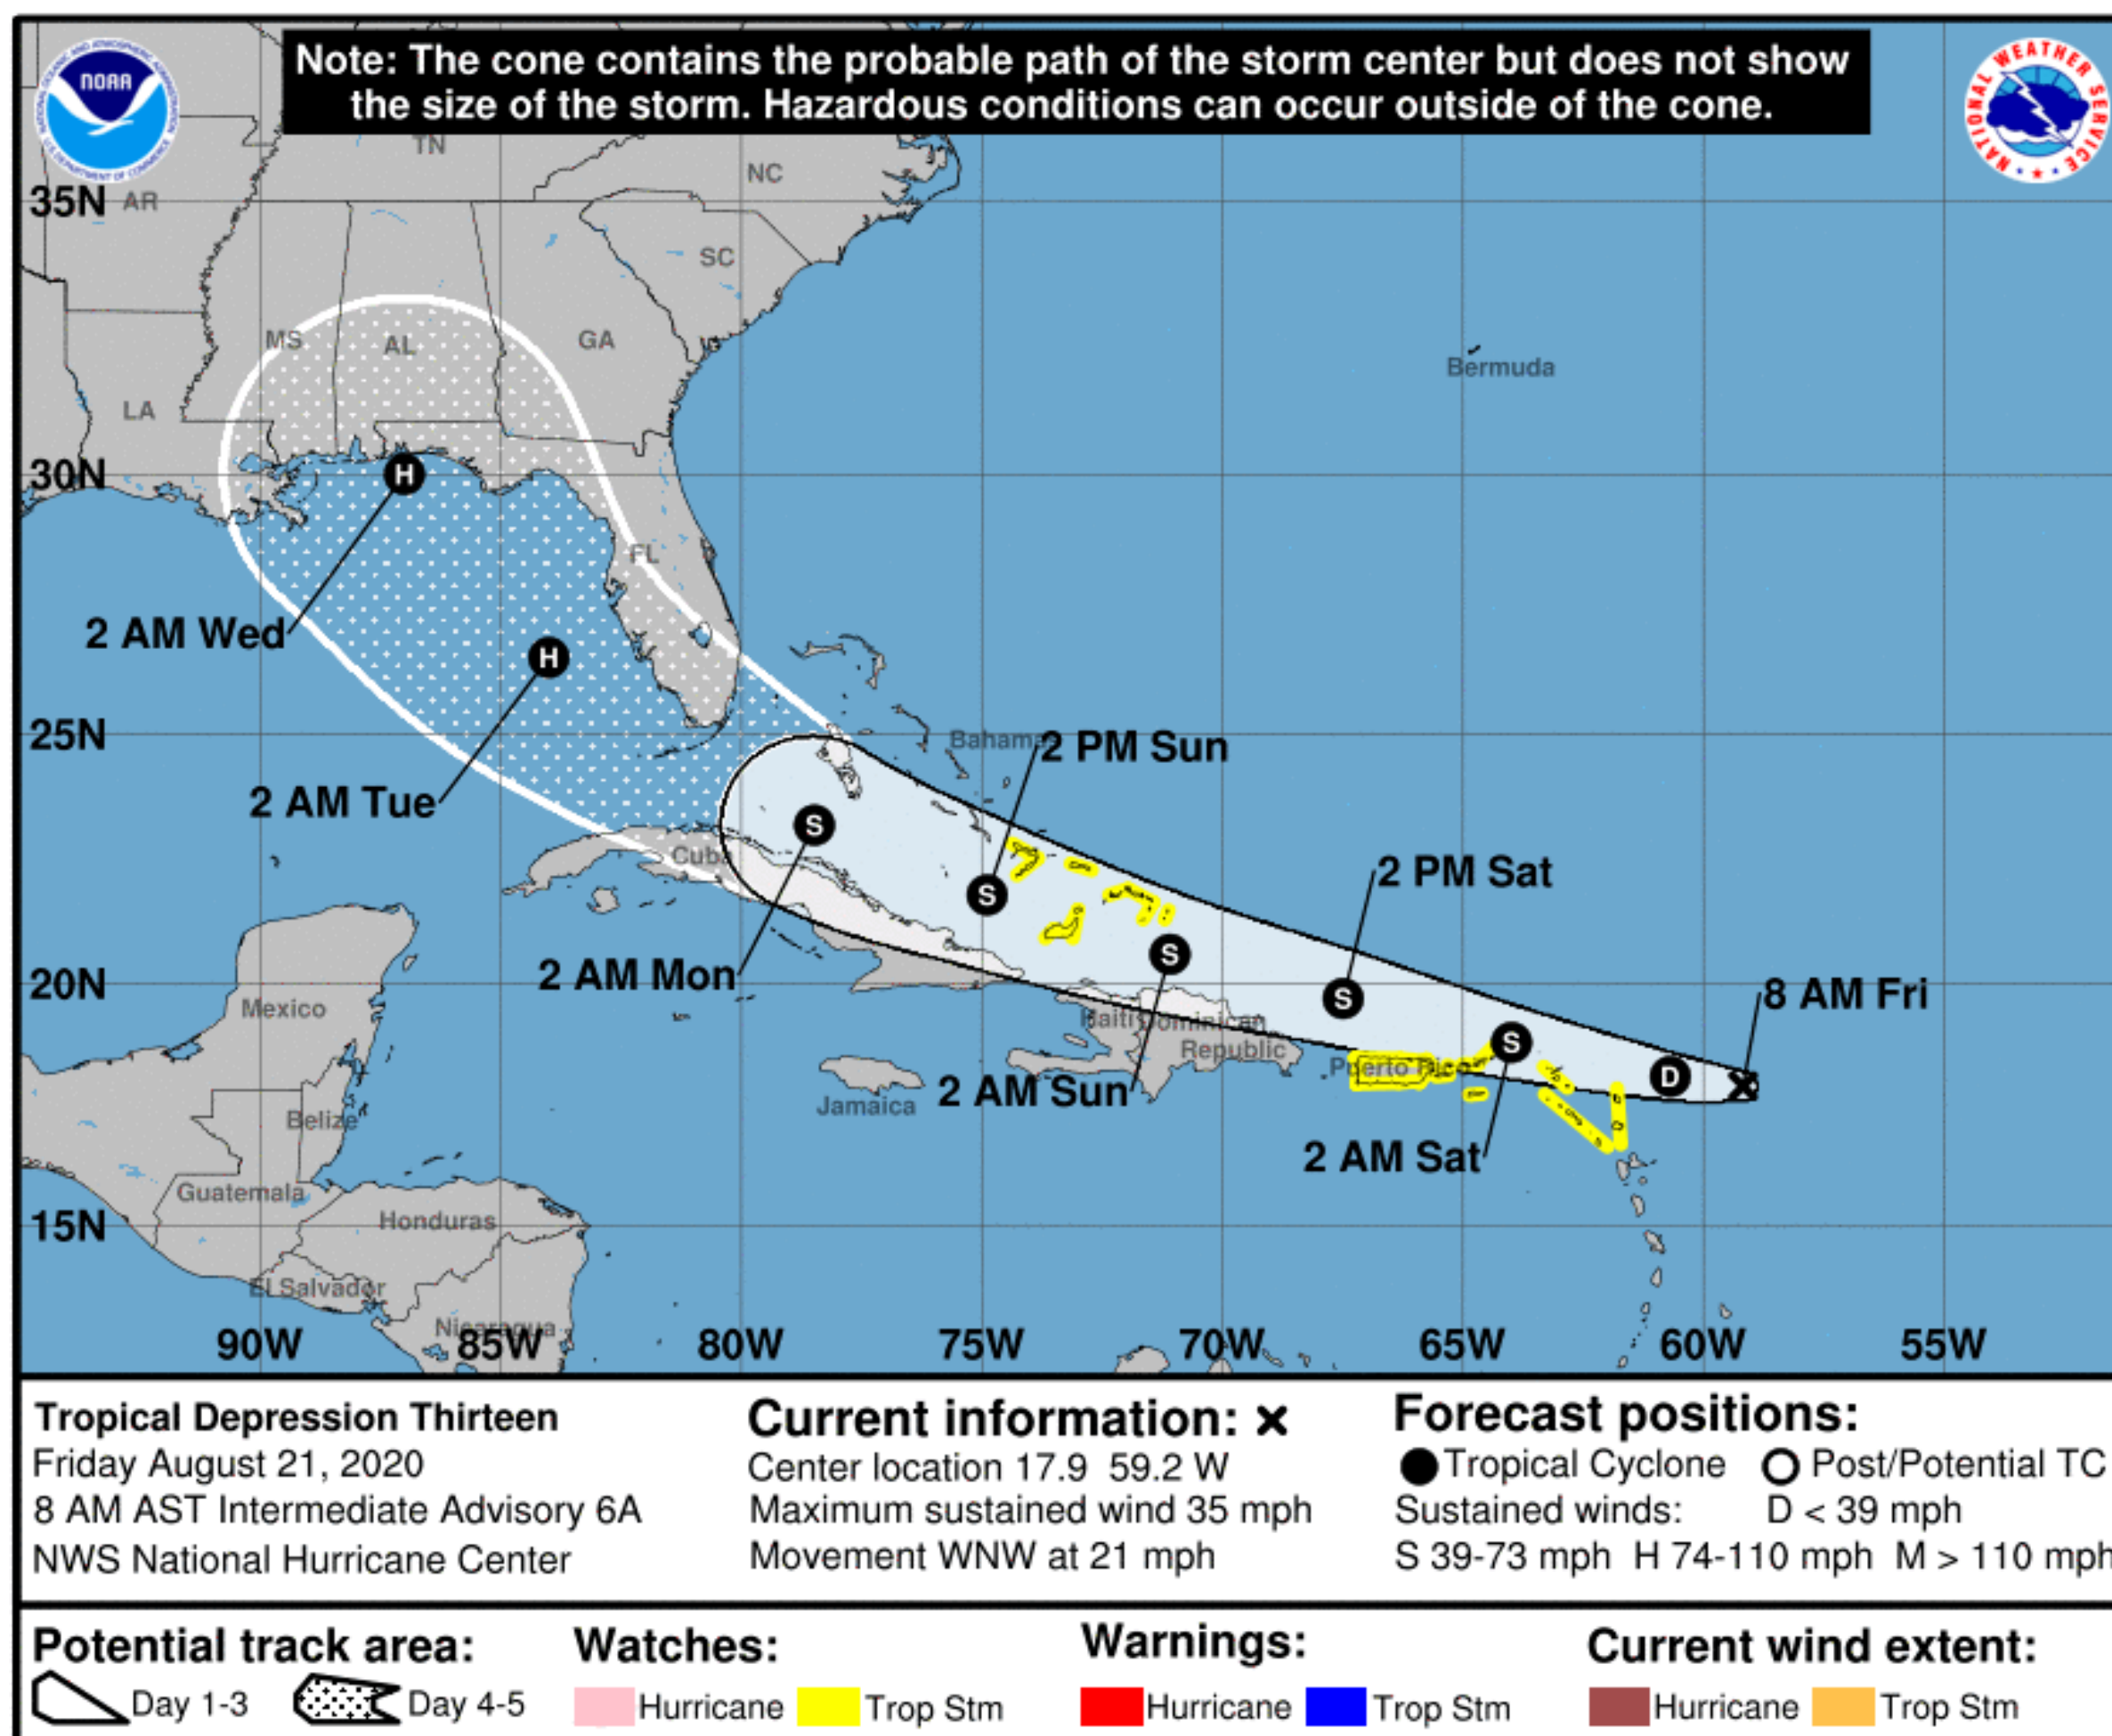 Note: The cone contains the probable path of the storm center but does not show
the size of the storm. Hazardous conditions can occur outside of the cone.
NOAA
NATIONAL WEATHER SERVICE
TN
NC
35N
AR
SC
MS
AL
GA
Bermuda
LA
30N
H
FL
2 AM Wed
H
25N
Bahamas
2 PM Sun
2 AM Tue
S
Cuba
2 PM Sat
S
S
2 AM Mon
20N
S
8 AM Fri
Mexico
Haiti
Dominican
Republic
S
Puerto Rico
D
Jamaica
2 AM Sun
Belize
2 AM Sat
Guatemala
Honduras
15N
El Salvador
Nicaragua
90W 85W 80W 75W 70W 65W 60W 55W
Tropical Depression Thirteen
Friday August 21, 2020
8 AM AST Intermediate Advisory 6A
NWS National Hurricane Center
Current information: x
Center location 17.9 59.2 W
Maximum sustained wind 35 mph
Movement WNW at 21 mph
Forecast positions:
Tropical Cyclone Post/Potential TC
Sustained winds: D < 39 mph
S 39-73 mph H 74-110 mph M > 110 mph
Potential track area:
Day 1-3 Day 4-5
Watches:
Hurricane Trop Stm
Warnings:
Hurricane Trop Stm
Current wind extent:
Hurricane Trop Stm